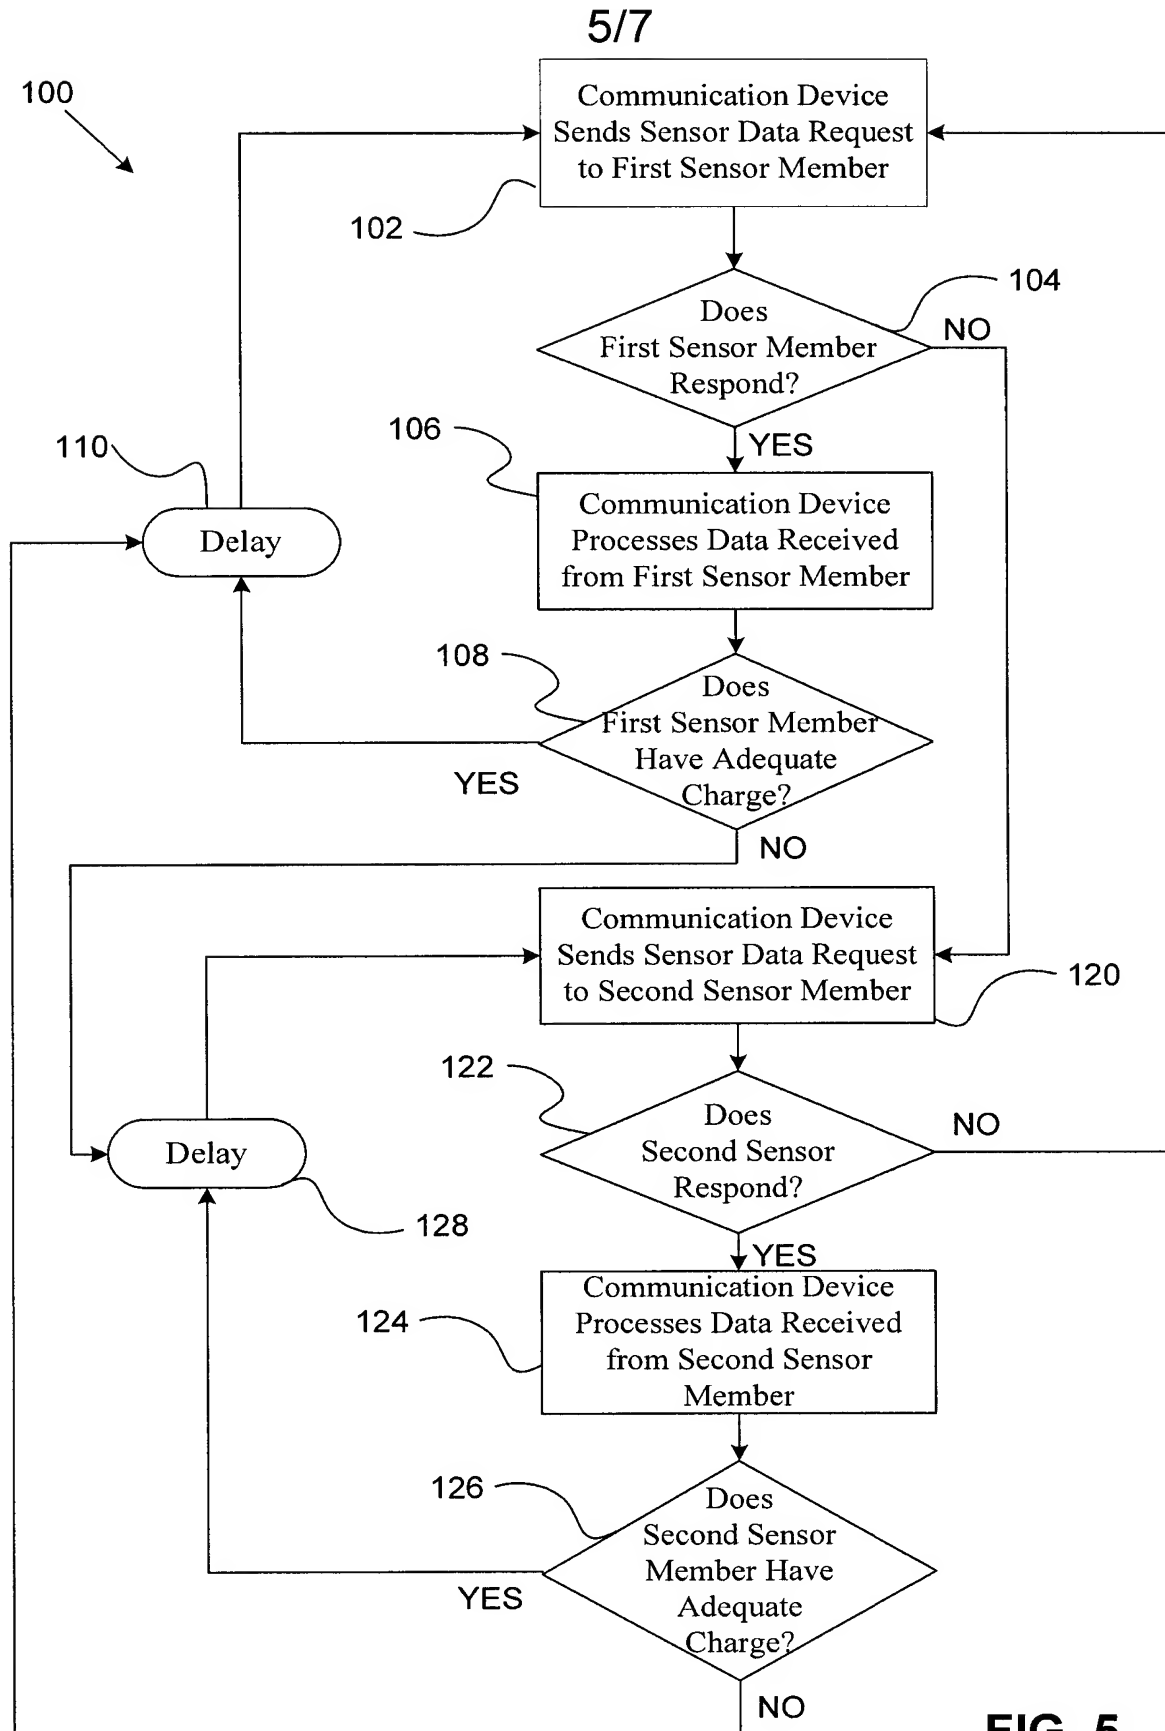 5/7
100
Communication Device
Sends Sensor Data Request
to First Sensor Member
102
104
Does
First Sensor Member
Respond?
NO
106
YES
110
Communication Device
Processes Data Received
from First Sensor Member
Delay
108
Does
First Sensor Member
Have Adequate
Charge?
YES
NO
Communication Device
Sends Sensor Data Request
to Second Sensor Member
120
122
Does
Second Sensor
Respond?
NO
Delay
128
YES
Communication Device
Processes Data Received
from Second Sensor
Member
124
126
Does
Second Sensor
Member Have
Adequate
Charge?
YES
NO
FIG. 5